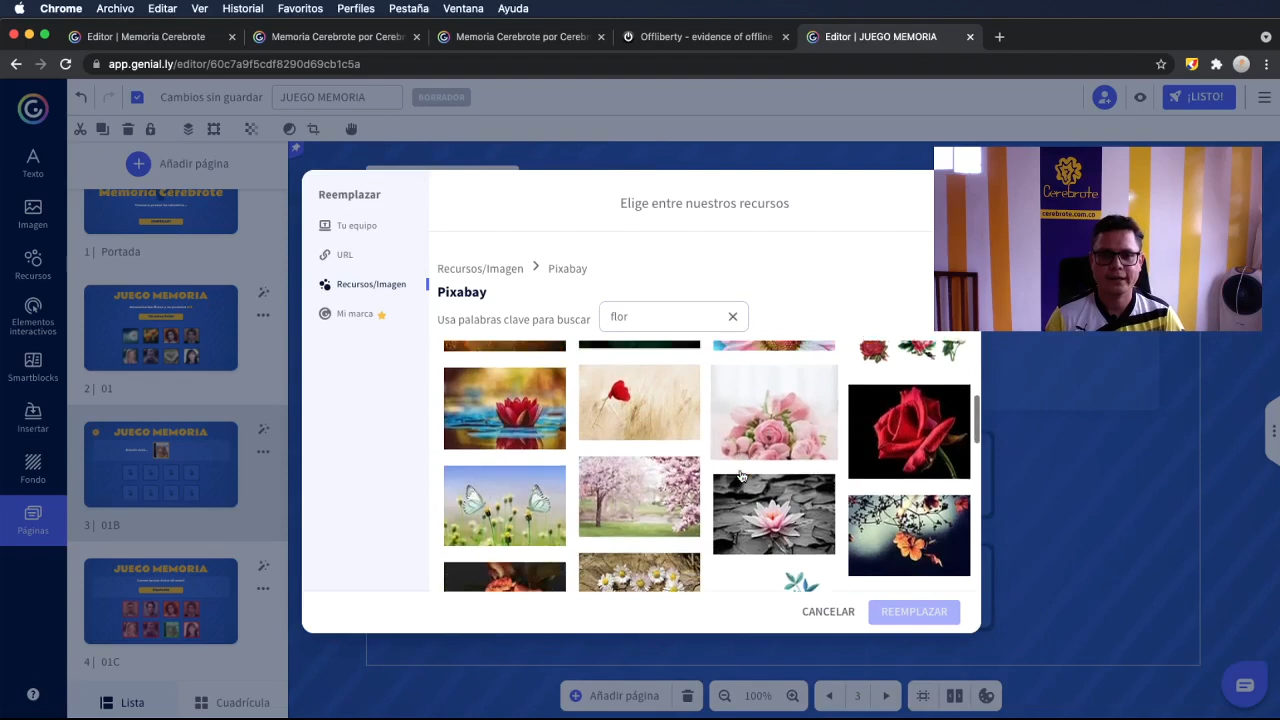 Chrome Archivo Editar Ver Historial Favoritos Perfiles Pestaña Ventana Ayuda
Editor | Memoria Cerebrote
Memoria Cerebrote por Cereb
Memoria Cerebrote por Cereb
Offliberty - evidence of offline
Editor | JUEGO MEMORIA
app.genial.ly/editor/60c7a9f5cdf8290d69cb1c5a
Cambios sin guardar
JUEGO MEMORIA
BORRADOR
¡LISTO!
Texto
Imagen
Recursos
Elementos
interactivos
Smartblocks
Insertar
Fondo
Páginas
Añadir página
Memoria Cerebrote
1 | Portada
JUEGO MEMORIA
2 | 01
JUEGO MEMORIA
3 | 01B
JUEGO MEMORIA
4 | 01C
Lista
Cuadrícula
Reemplazar
Tu equipo
URL
Recursos/Imagen
Mi marca
Elige entre nuestros recursos
Recursos/Imagen > Pixabay
Pixabay
Usa palabras clave para buscar
flor
CANCELAR
REEMPLAZAR
Cerebrote
cerebrote.com.co
Añadir página
100%
3